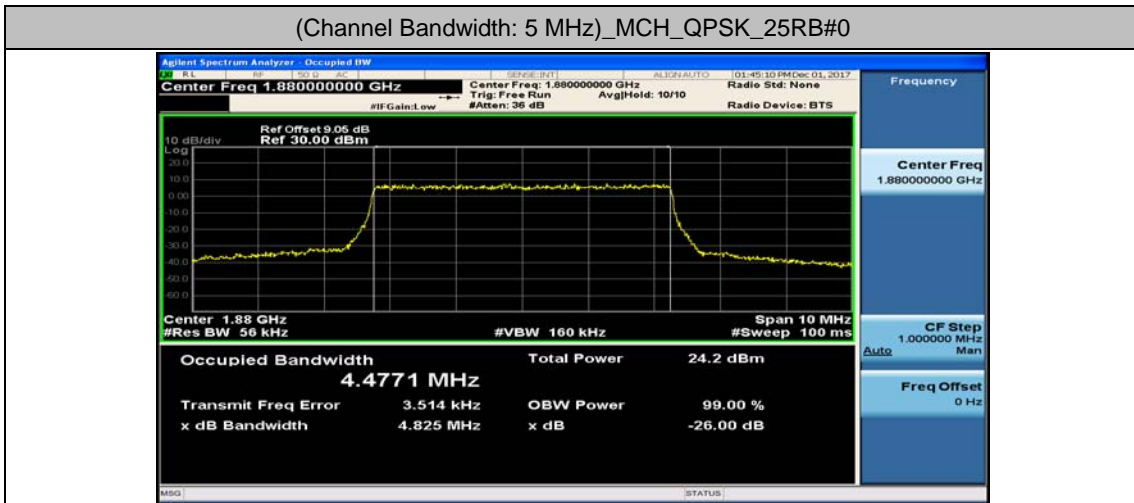 (Channel Bandwidth: 5 MHz)_MCH_QPSK_25RB#0
Agilent Spectrum Analyzer - Occupied BW
LXI RL RF 50 Ω AC SENSE:INT ALIGNAUTO 01:45:10 PM Dec 01, 2017
Center Freq 1.880000000 GHz
Center Freq: 1.880000000 GHz
Radio Std: None
Trig: Free Run Avg|Hold: 10/10
#IFGain:Low #Atten: 36 dB Radio Device: BTS
Ref Offset 9.05 dB
10 dB/div Ref 30.00 dBm
Log
20.0
10.0
0.00
-10.0
-20.0
-30.0
-40.0
-50.0
-60.0
Center 1.88 GHz Span 10 MHz
#Res BW 56 kHz #VBW 160 kHz #Sweep 100 ms
Occupied Bandwidth Total Power 24.2 dBm
4.4771 MHz
Transmit Freq Error 3.514 kHz OBW Power 99.00 %
x dB Bandwidth 4.825 MHz x dB -26.00 dB
MSG STATUS
Frequency
Center Freq
1.880000000 GHz
CF Step
1.000000 MHz
Auto Man
Freq Offset
0 Hz